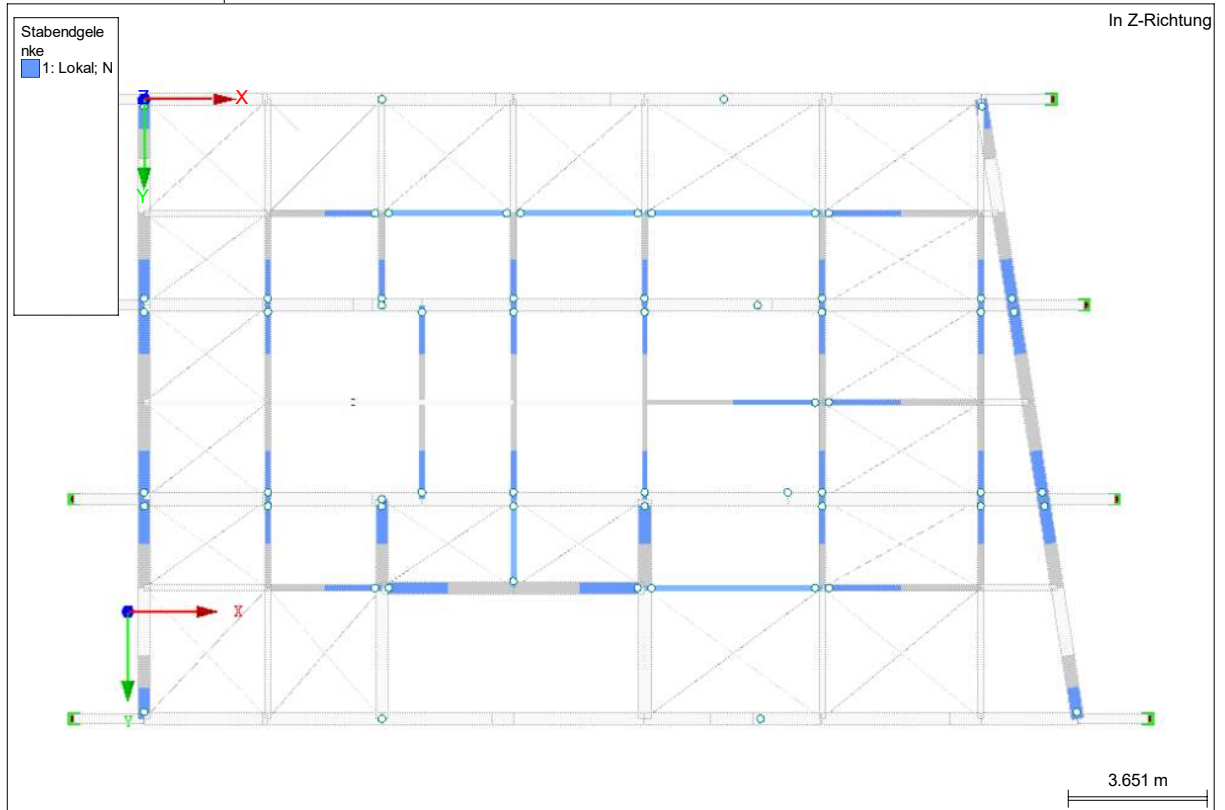 Stabendgele
nke
1: Lokal; N
In Z-Richtung
Z
X
Y
X
Y
3.651 m